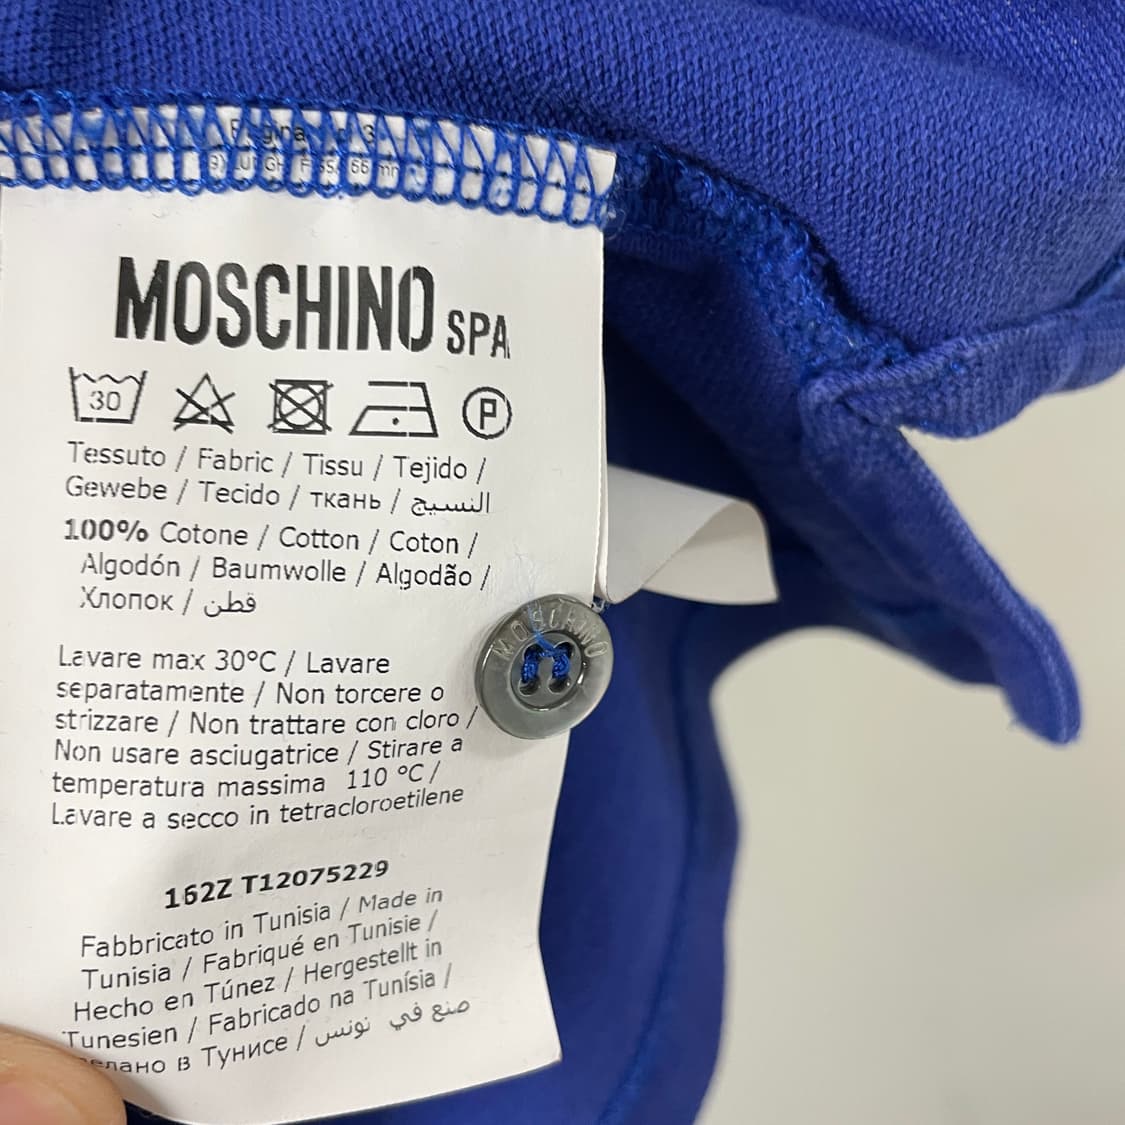 MOSCHINO SPA
30 P
Tessuto / Fabric / Tissu / Tejido /
Gewebe / Tecido / ткань / النسيج
100% Cotone / Cotton / Coton /
Algodón / Baumwolle / Algodão /
Хлопок / قطن
MOSCHINO
Lavare max 30°C / Lavare
separatamente / Non torcere o
strizzare / Non trattare con cloro /
Non usare asciugatrice / Stirare a
temperatura massima 110 °C /
Lavare a secco in tetracloroetilene
162Z T12075229
Fabbricato in Tunisia / Made in
Tunisia / Fabriqué en Tunisie /
Hecho en Túnez / Hergestellt in
Tunesien / Fabricado na Tunísia /
в Тунисе / صنع في تونس